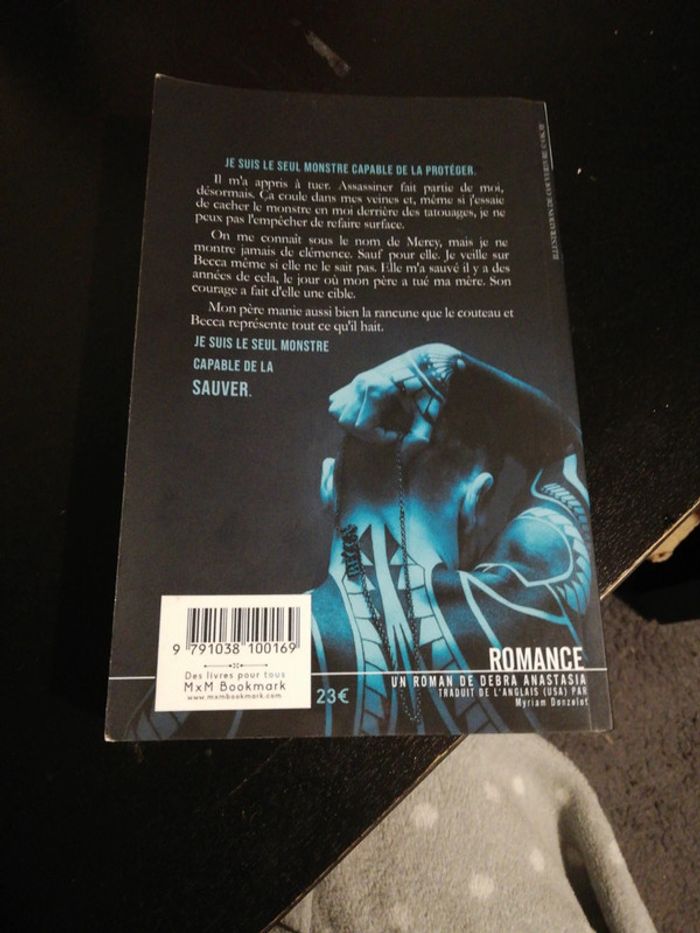 JE SUIS LE SEUL MONSTRE CAPABLE DE LA PROTÉGER.
Il m'a appris à tuer. Assassiner fait partie de moi,
désormais. Ça coule dans mes veines et, même si j'essaie
de cacher le monstre en moi derrière des tatouages, je ne
peux pas l'empêcher de refaire surface.
On me connaît sous le nom de Mercy, mais je ne
montre jamais de clémence. Sauf pour elle. Je veille sur
Becca même si elle ne le sait pas. Elle m'a sauvé il y a des
années de cela, le jour où mon père a tué ma mère. Son
courage a fait d'elle une cible.
Mon père manie aussi bien la rancune que le couteau et
Becca représente tout ce qu'il hait.
JE SUIS LE SEUL MONSTRE
CAPABLE DE LA
SAUVER.
ILLUSTRATION DE COUVERTURE
9 791038 100169
Des livres pour tous
MxM Bookmark
www.mxmbookmark.com
23€
ROMANCE
UN ROMAN DE DEBRA ANASTASIA
TRADUIT DE L'ANGLAIS (USA) PAR
Myriam Donzelot